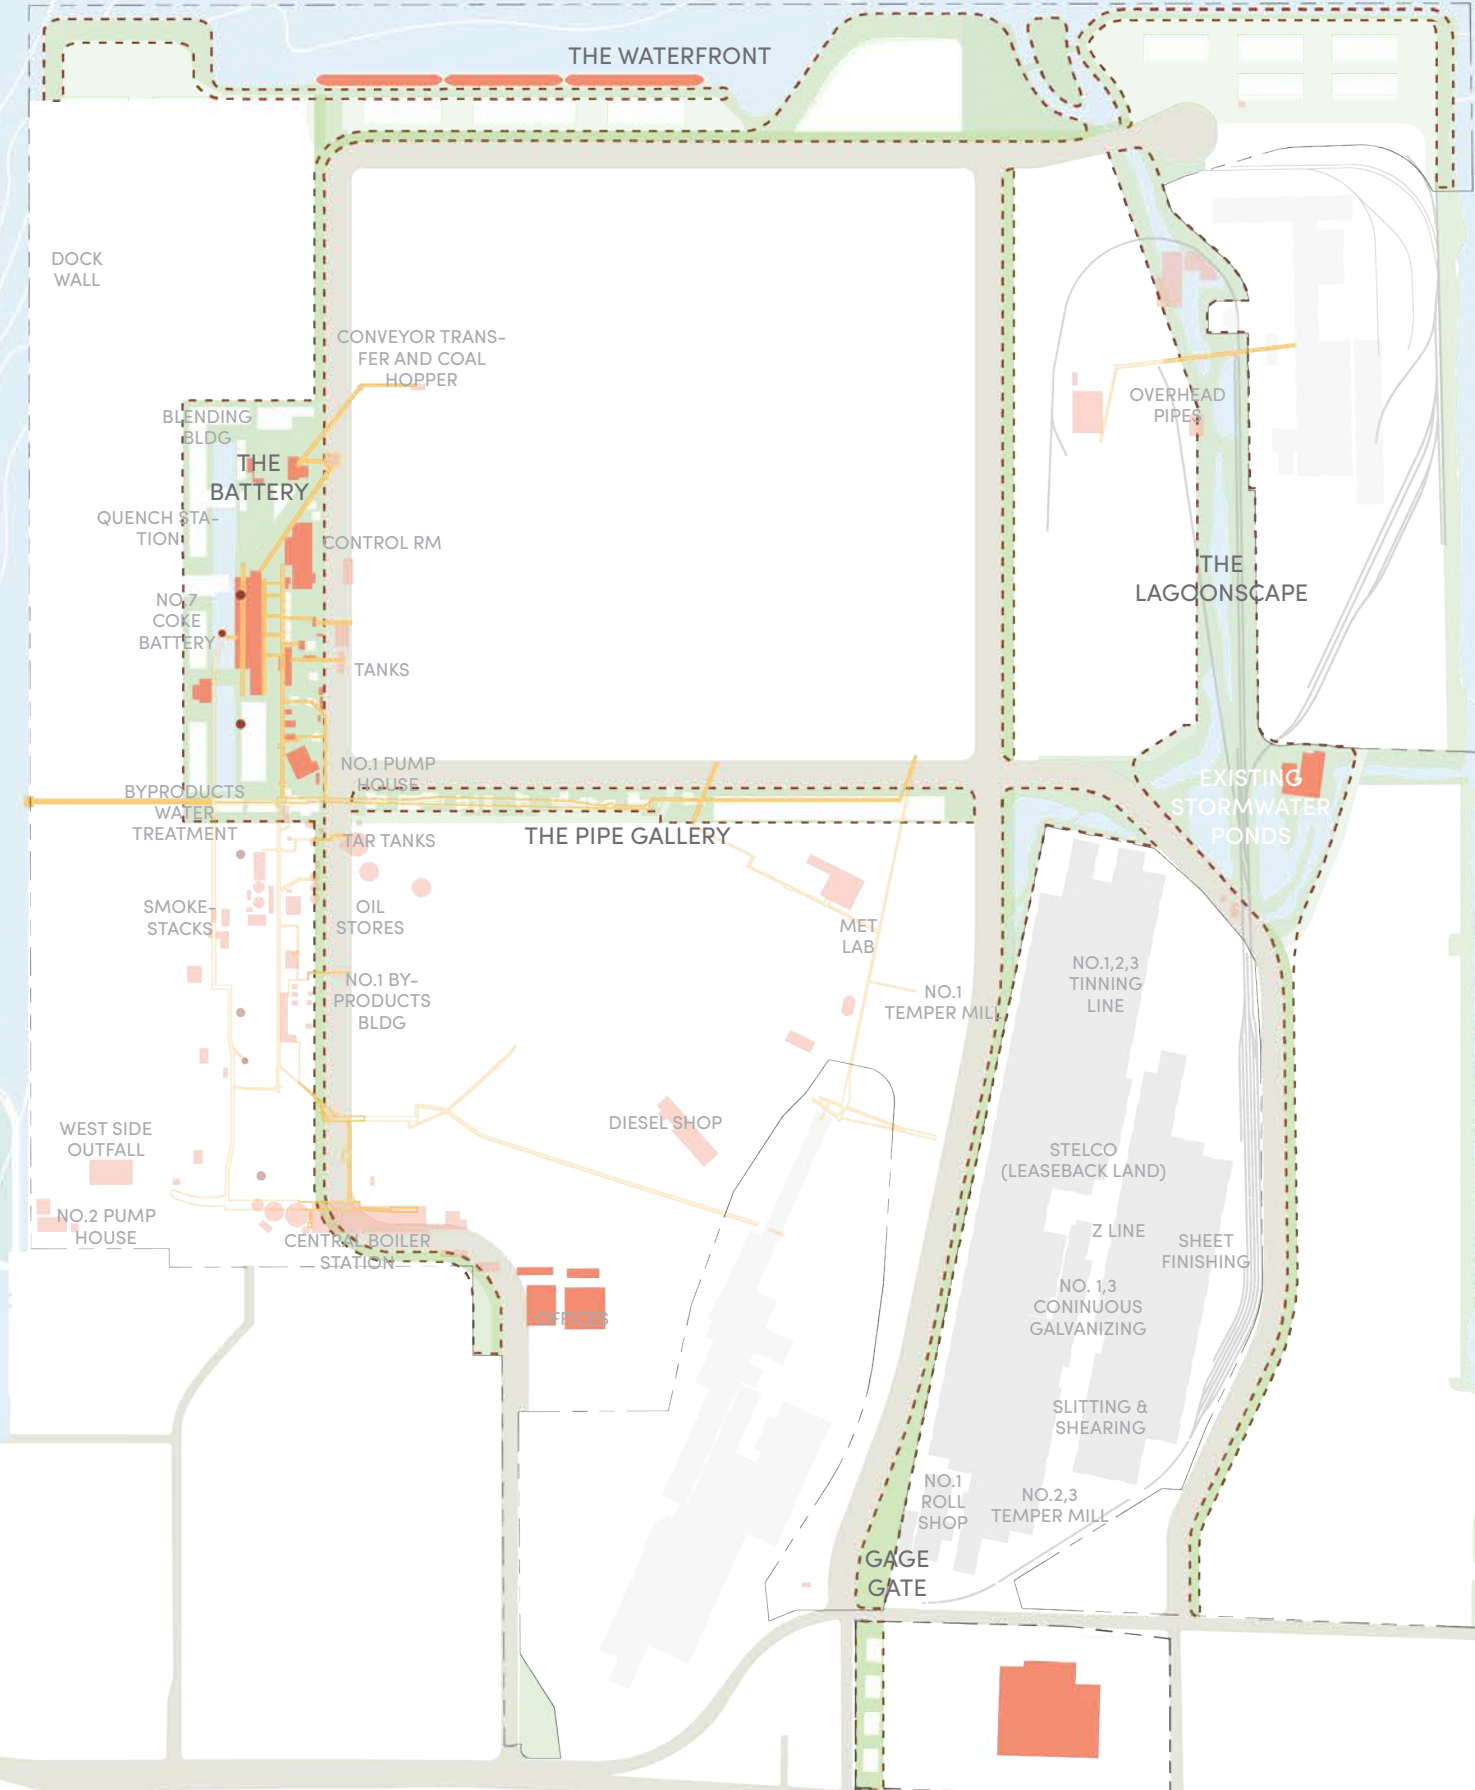 THE WATERFRONT
DOCK
WALL
CONVEYOR TRANS-
FER AND COAL
HOPPER
OVERHEAD
PIPES
BLENDING
BLDG
THE
BATTERY
QUENCH STA-
TION
CONTROL RM
THE
LAGOONSCAPE
NO.7
COKE
BATTERY
TANKS
NO.1 PUMP
HOUSE
EXISTING
STORMWATER
PONDS
BYPRODUCTS
WATER
TREATMENT
TAR TANKS
THE PIPE GALLERY
SMOKE-
STACKS
OIL
STORES
MET
LAB
NO.1,2,3
TINNING
LINE
NO.1 BY-
PRODUCTS
BLDG
NO.1
TEMPER MILL
WEST SIDE
OUTFALL
DIESEL SHOP
STELCO
(LEASEBACK LAND)
NO.2 PUMP
HOUSE
CENTRAL BOILER
STATION
Z LINE
SHEET
FINISHING
NO. 1,3
CONINUOUS
GALVANIZING
OFFICES
SLITTING &
SHEARING
NO.1
ROLL
SHOP
NO.2,3
TEMPER MILL
GAGE
GATE